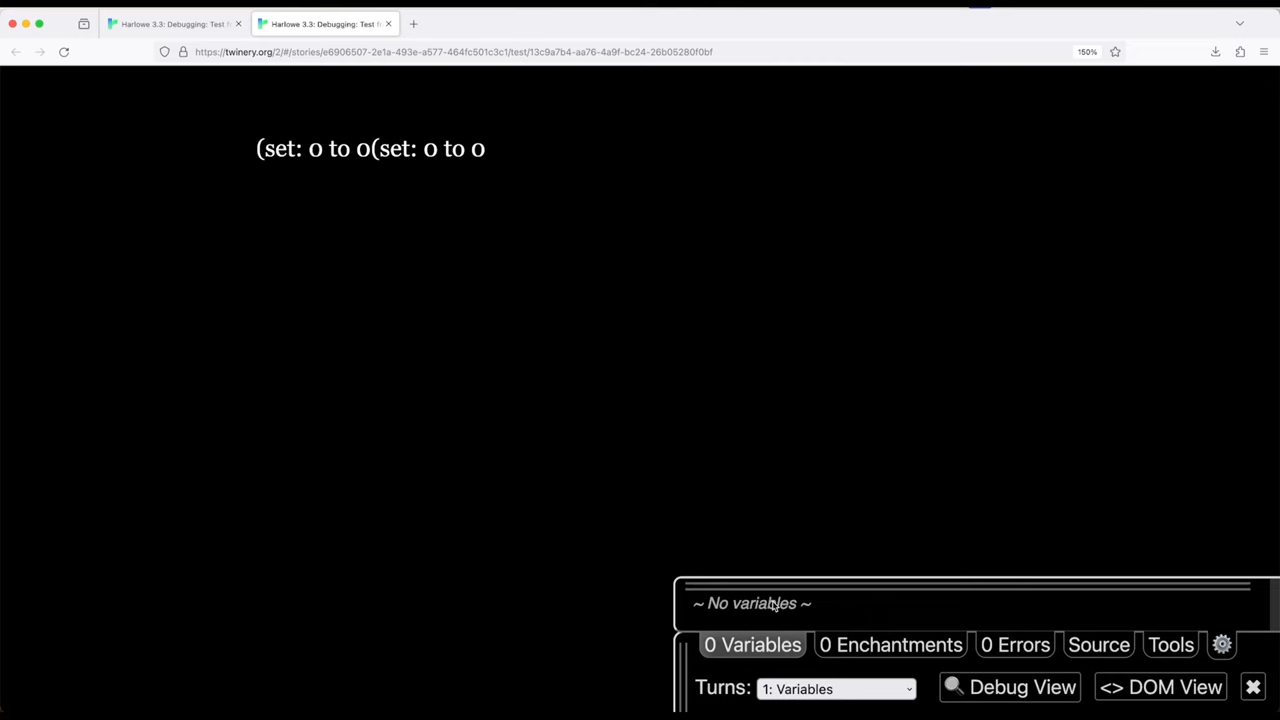 Harlowe 3.3: Debugging: Test f
Harlowe 3.3: Debugging: Test f
https://twinery.org/2/#/stories/e6906507-2e1a-493e-a577-464fc501c3c1/test/13c9a7b4-aa76-4a9f-bc24-26b05280f0bf
150%
(set: 0 to 0(set: 0 to 0
~ No variables ~
0 Variables
0 Enchantments
0 Errors
Source
Tools
Turns:
1: Variables
Debug View
<> DOM View